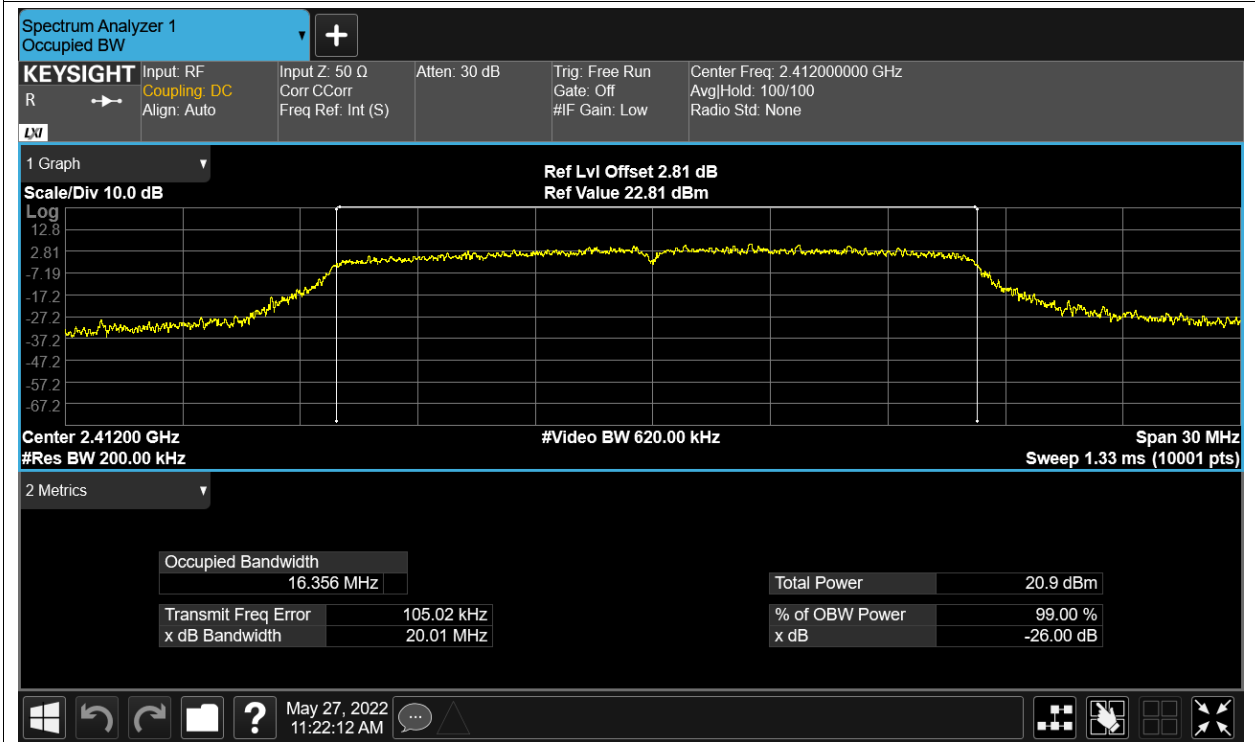 Spectrum Analyzer 1
Occupied BW
KEYSIGHT
R
LXI
Input: RF
Coupling: DC
Align: Auto
Input Z: 50 Ω
Corr CCorr
Freq Ref: Int (S)
Atten: 30 dB
Trig: Free Run
Gate: Off
#IF Gain: Low
Center Freq: 2.412000000 GHz
Avg|Hold: 100/100
Radio Std: None
1 Graph
Scale/Div 10.0 dB
Ref Lvl Offset 2.81 dB
Ref Value 22.81 dBm
Log
12.8
2.81
-7.19
-17.2
-27.2
-37.2
-47.2
-57.2
-67.2
Center 2.41200 GHz
#Res BW 200.00 kHz
#Video BW 620.00 kHz
Span 30 MHz
Sweep 1.33 ms (10001 pts)
2 Metrics
Occupied Bandwidth
16.356 MHz
Transmit Freq Error 105.02 kHz
x dB Bandwidth 20.01 MHz
Total Power 20.9 dBm
% of OBW Power 99.00 %
x dB -26.00 dB
?
May 27, 2022
11:22:12 AM